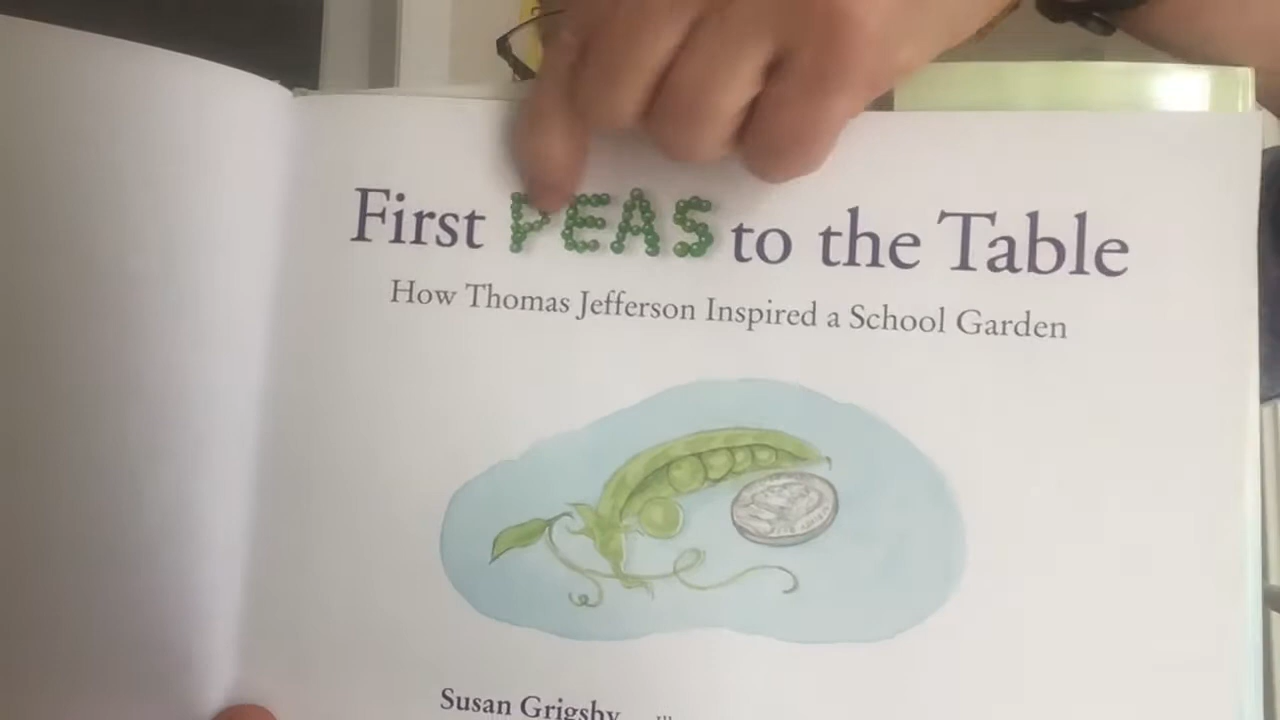 First PEAS to the Table
How Thomas Jefferson Inspired a School Garden
Susan Grigsby